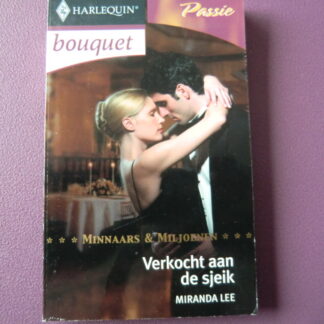 HARLEQUIN®
Passie
bouquet
*** MINNAARS & MILJOENEN ***
Verkocht aan
de sjeik
MIRANDA LEE